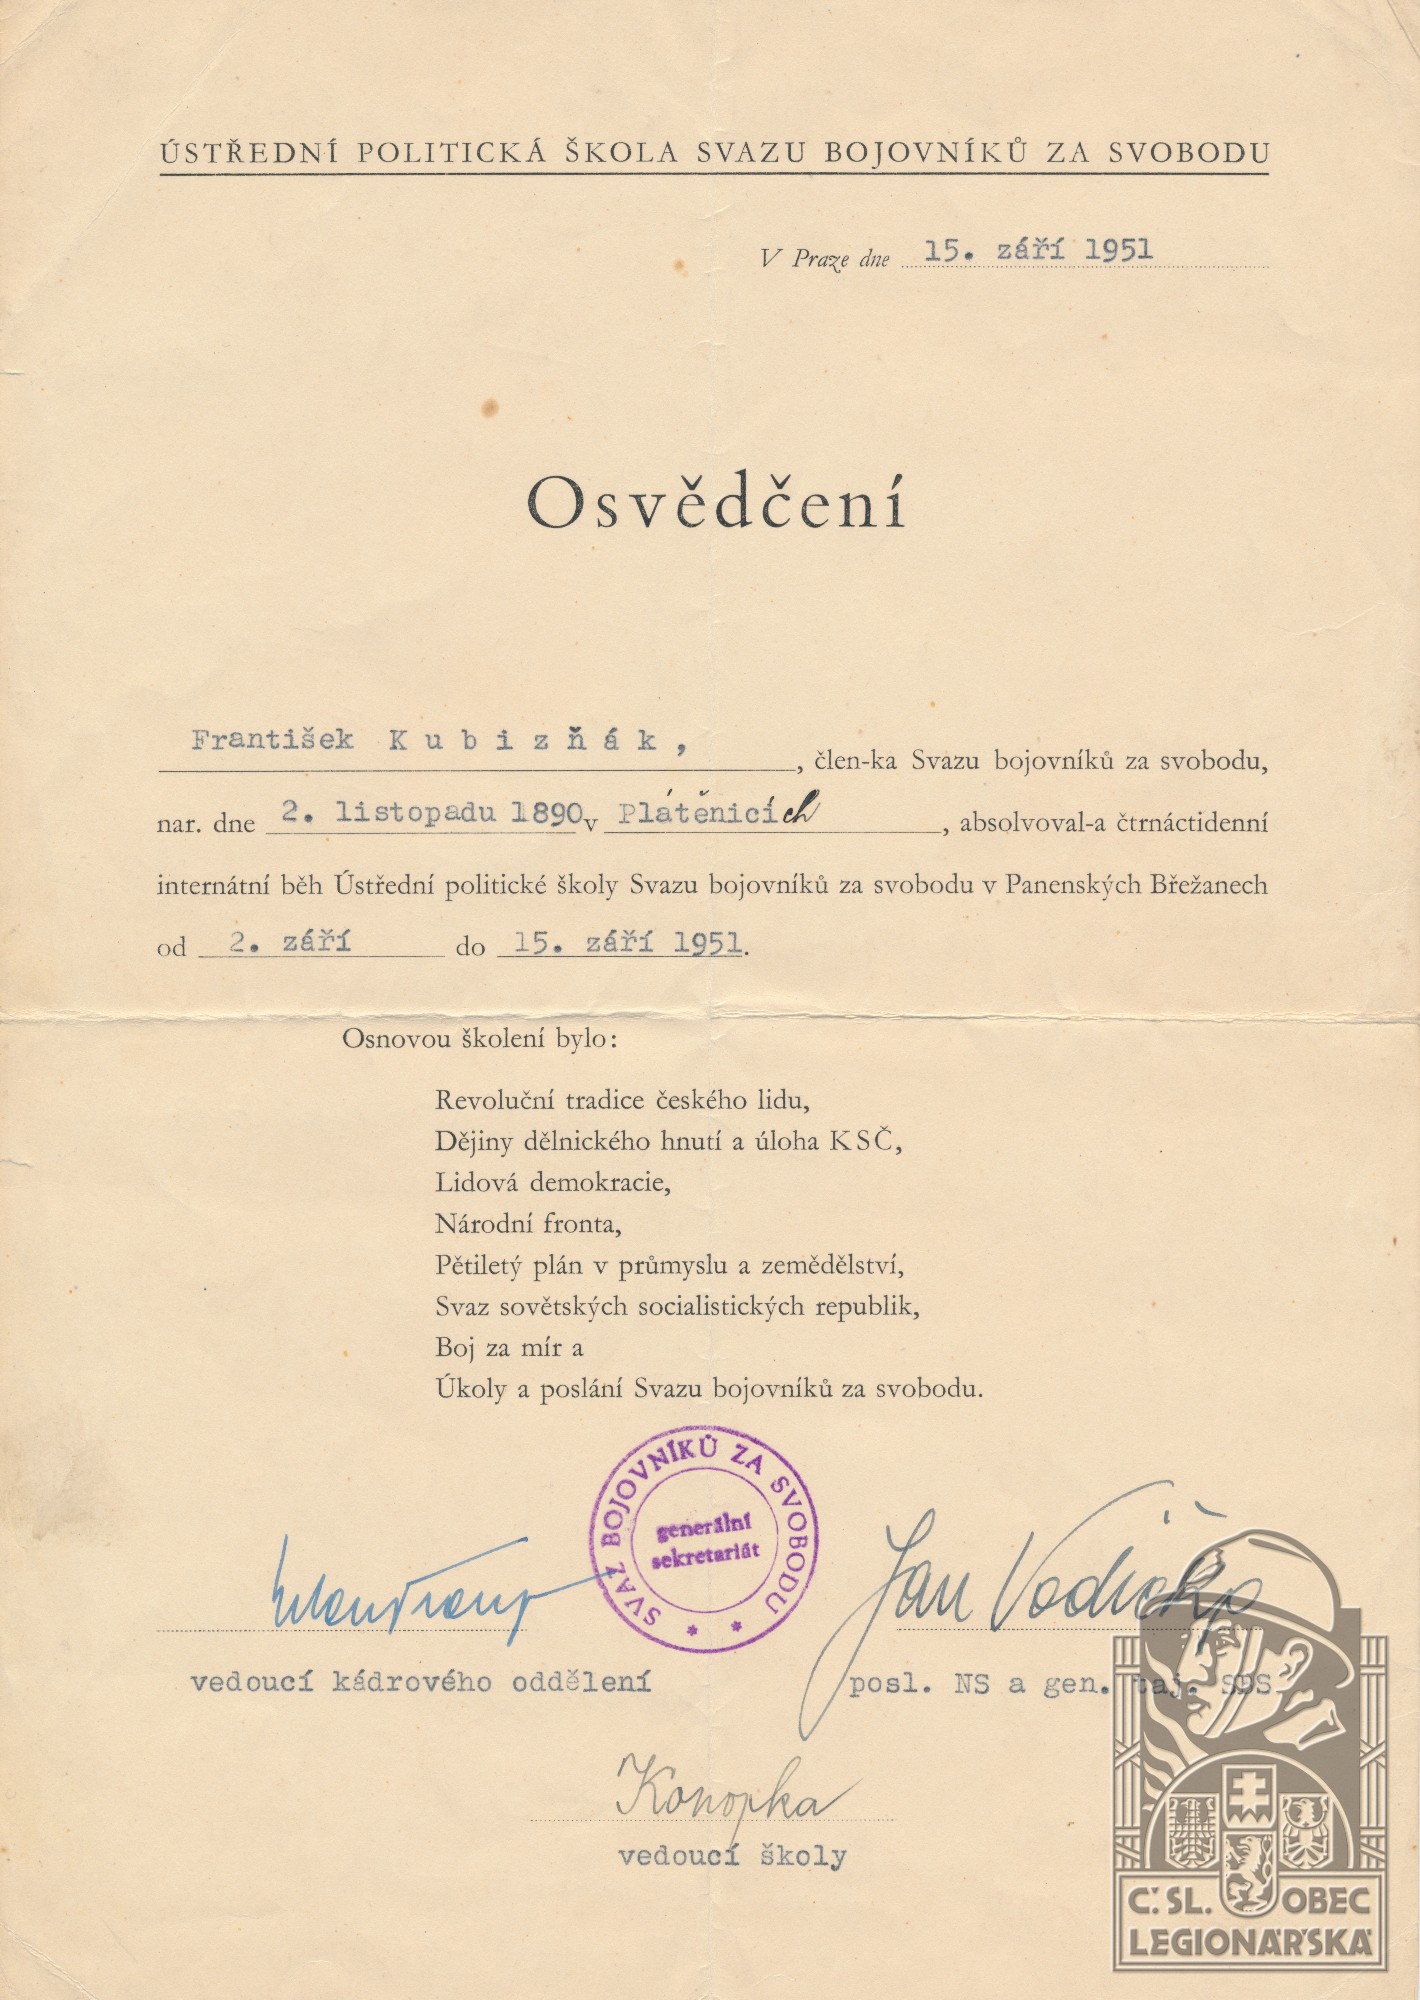 ÚSTŘEDNÍ POLITICKÁ ŠKOLA SVAZU BOJOVNÍKŮ ZA SVOBODU
V Praze dne 15. září 1951
Osvědčení
František Kubizňák, , člen-ka Svazu bojovníků za svobodu,
nar. dne 2. listopadu 1890 v Plátěnicích , absolvoval-a čtrnáctidenní
internátní běh Ústřední politické školy Svazu bojovníků za svobodu v Panenských Břežanech
od 2. září do 15. září 1951.
Osnovou školení bylo:
Revoluční tradice českého lidu,
Dějiny dělnického hnutí a úloha KSČ,
Lidová demokracie,
Národní fronta,
Pětiletý plán v průmyslu a zemědělství,
Svaz sovětských socialistických republik,
Boj za mír a
Úkoly a poslání Svazu bojovníků za svobodu.
SVAZ BOJOVNÍKŮ ZA SVOBODU
generální
sekretariát
Jan Vodička
vedoucí kádrového oddělení
posl. NS a gen. taj. SBS
Konopka
vedoucí školy
Č.SL. OBEC
LEGIONÁŘSKÁ